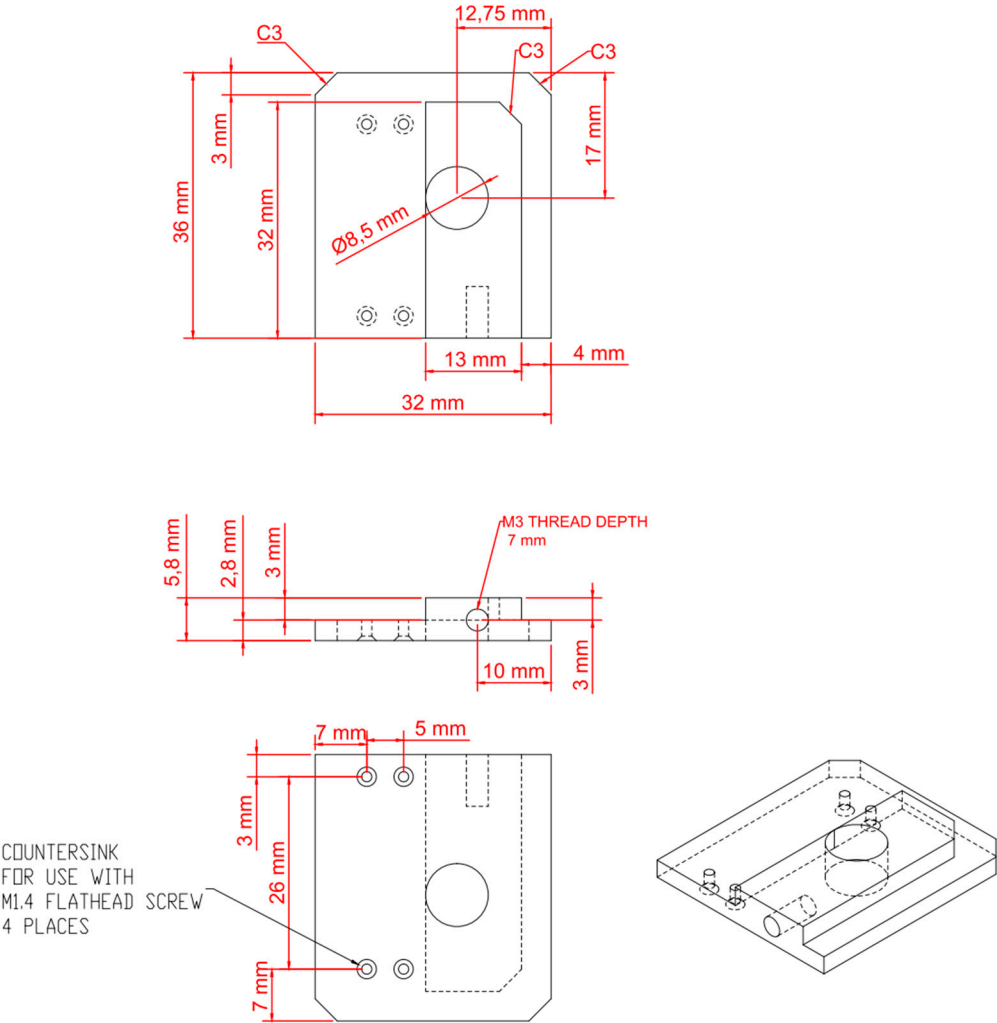 12,75 mm
C3
C3
C3
3 mm
17 mm
36 mm
32 mm
Ø8,5 mm
13 mm
4 mm
32 mm
M3 THREAD DEPTH
7 mm
5,8 mm
2,8 mm
3 mm
10 mm
3 mm
7 mm
5 mm
3 mm
26 mm
COUNTERSINK
FOR USE WITH
M1.4 FLATHEAD SCREW
4 PLACES
7 mm